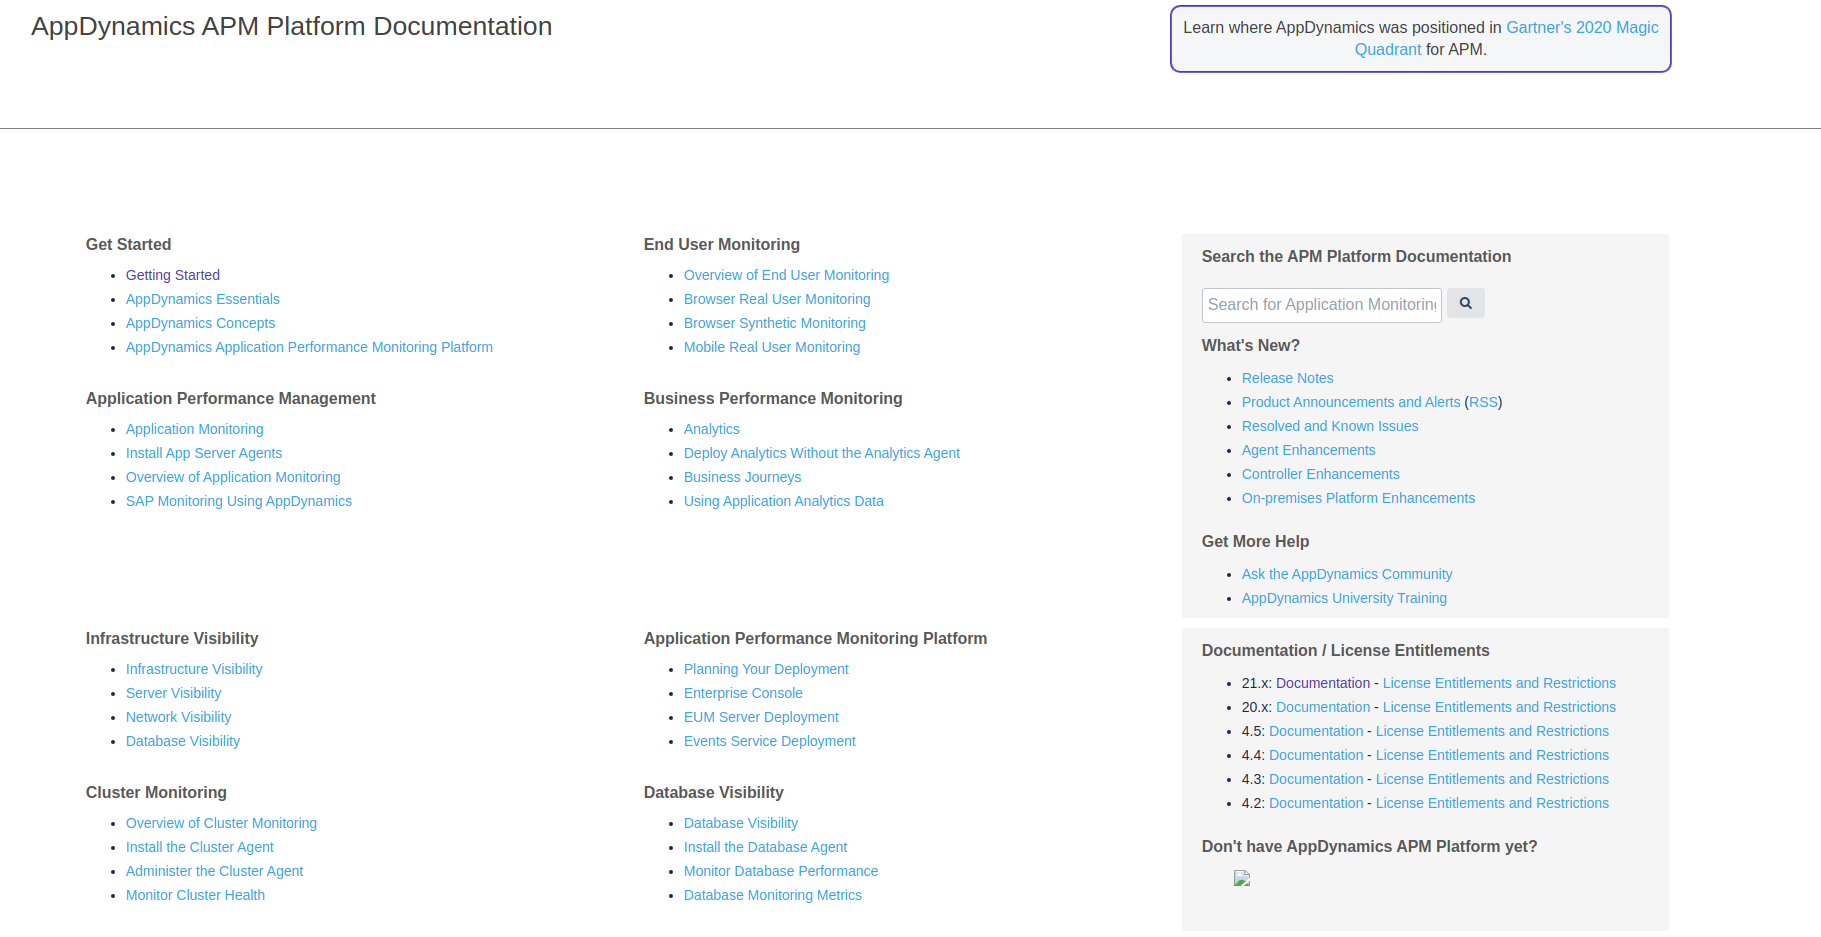 AppDynamics APM Platform Documentation
Learn where AppDynamics was positioned in Gartner's 2020 Magic
Quadrant for APM.
Get Started
Getting Started
AppDynamics Essentials
AppDynamics Concepts
AppDynamics Application Performance Monitoring Platform
Application Performance Management
Application Monitoring
Install App Server Agents
Overview of Application Monitoring
SAP Monitoring Using AppDynamics
End User Monitoring
Overview of End User Monitoring
Browser Real User Monitoring
Browser Synthetic Monitoring
Mobile Real User Monitoring
Business Performance Monitoring
Analytics
Deploy Analytics Without the Analytics Agent
Business Journeys
Using Application Analytics Data
Infrastructure Visibility
Infrastructure Visibility
Server Visibility
Network Visibility
Database Visibility
Cluster Monitoring
Overview of Cluster Monitoring
Install the Cluster Agent
Administer the Cluster Agent
Monitor Cluster Health
Application Performance Monitoring Platform
Planning Your Deployment
Enterprise Console
EUM Server Deployment
Events Service Deployment
Database Visibility
Database Visibility
Install the Database Agent
Monitor Database Performance
Database Monitoring Metrics
Search the APM Platform Documentation
Search for Application Monitoring
What's New?
Release Notes
Product Announcements and Alerts (RSS)
Resolved and Known Issues
Agent Enhancements
Controller Enhancements
On-premises Platform Enhancements
Get More Help
Ask the AppDynamics Community
AppDynamics University Training
Documentation / License Entitlements
21.x: Documentation - License Entitlements and Restrictions
20.x: Documentation - License Entitlements and Restrictions
4.5: Documentation - License Entitlements and Restrictions
4.4: Documentation - License Entitlements and Restrictions
4.3: Documentation - License Entitlements and Restrictions
4.2: Documentation - License Entitlements and Restrictions
Don't have AppDynamics APM Platform yet?